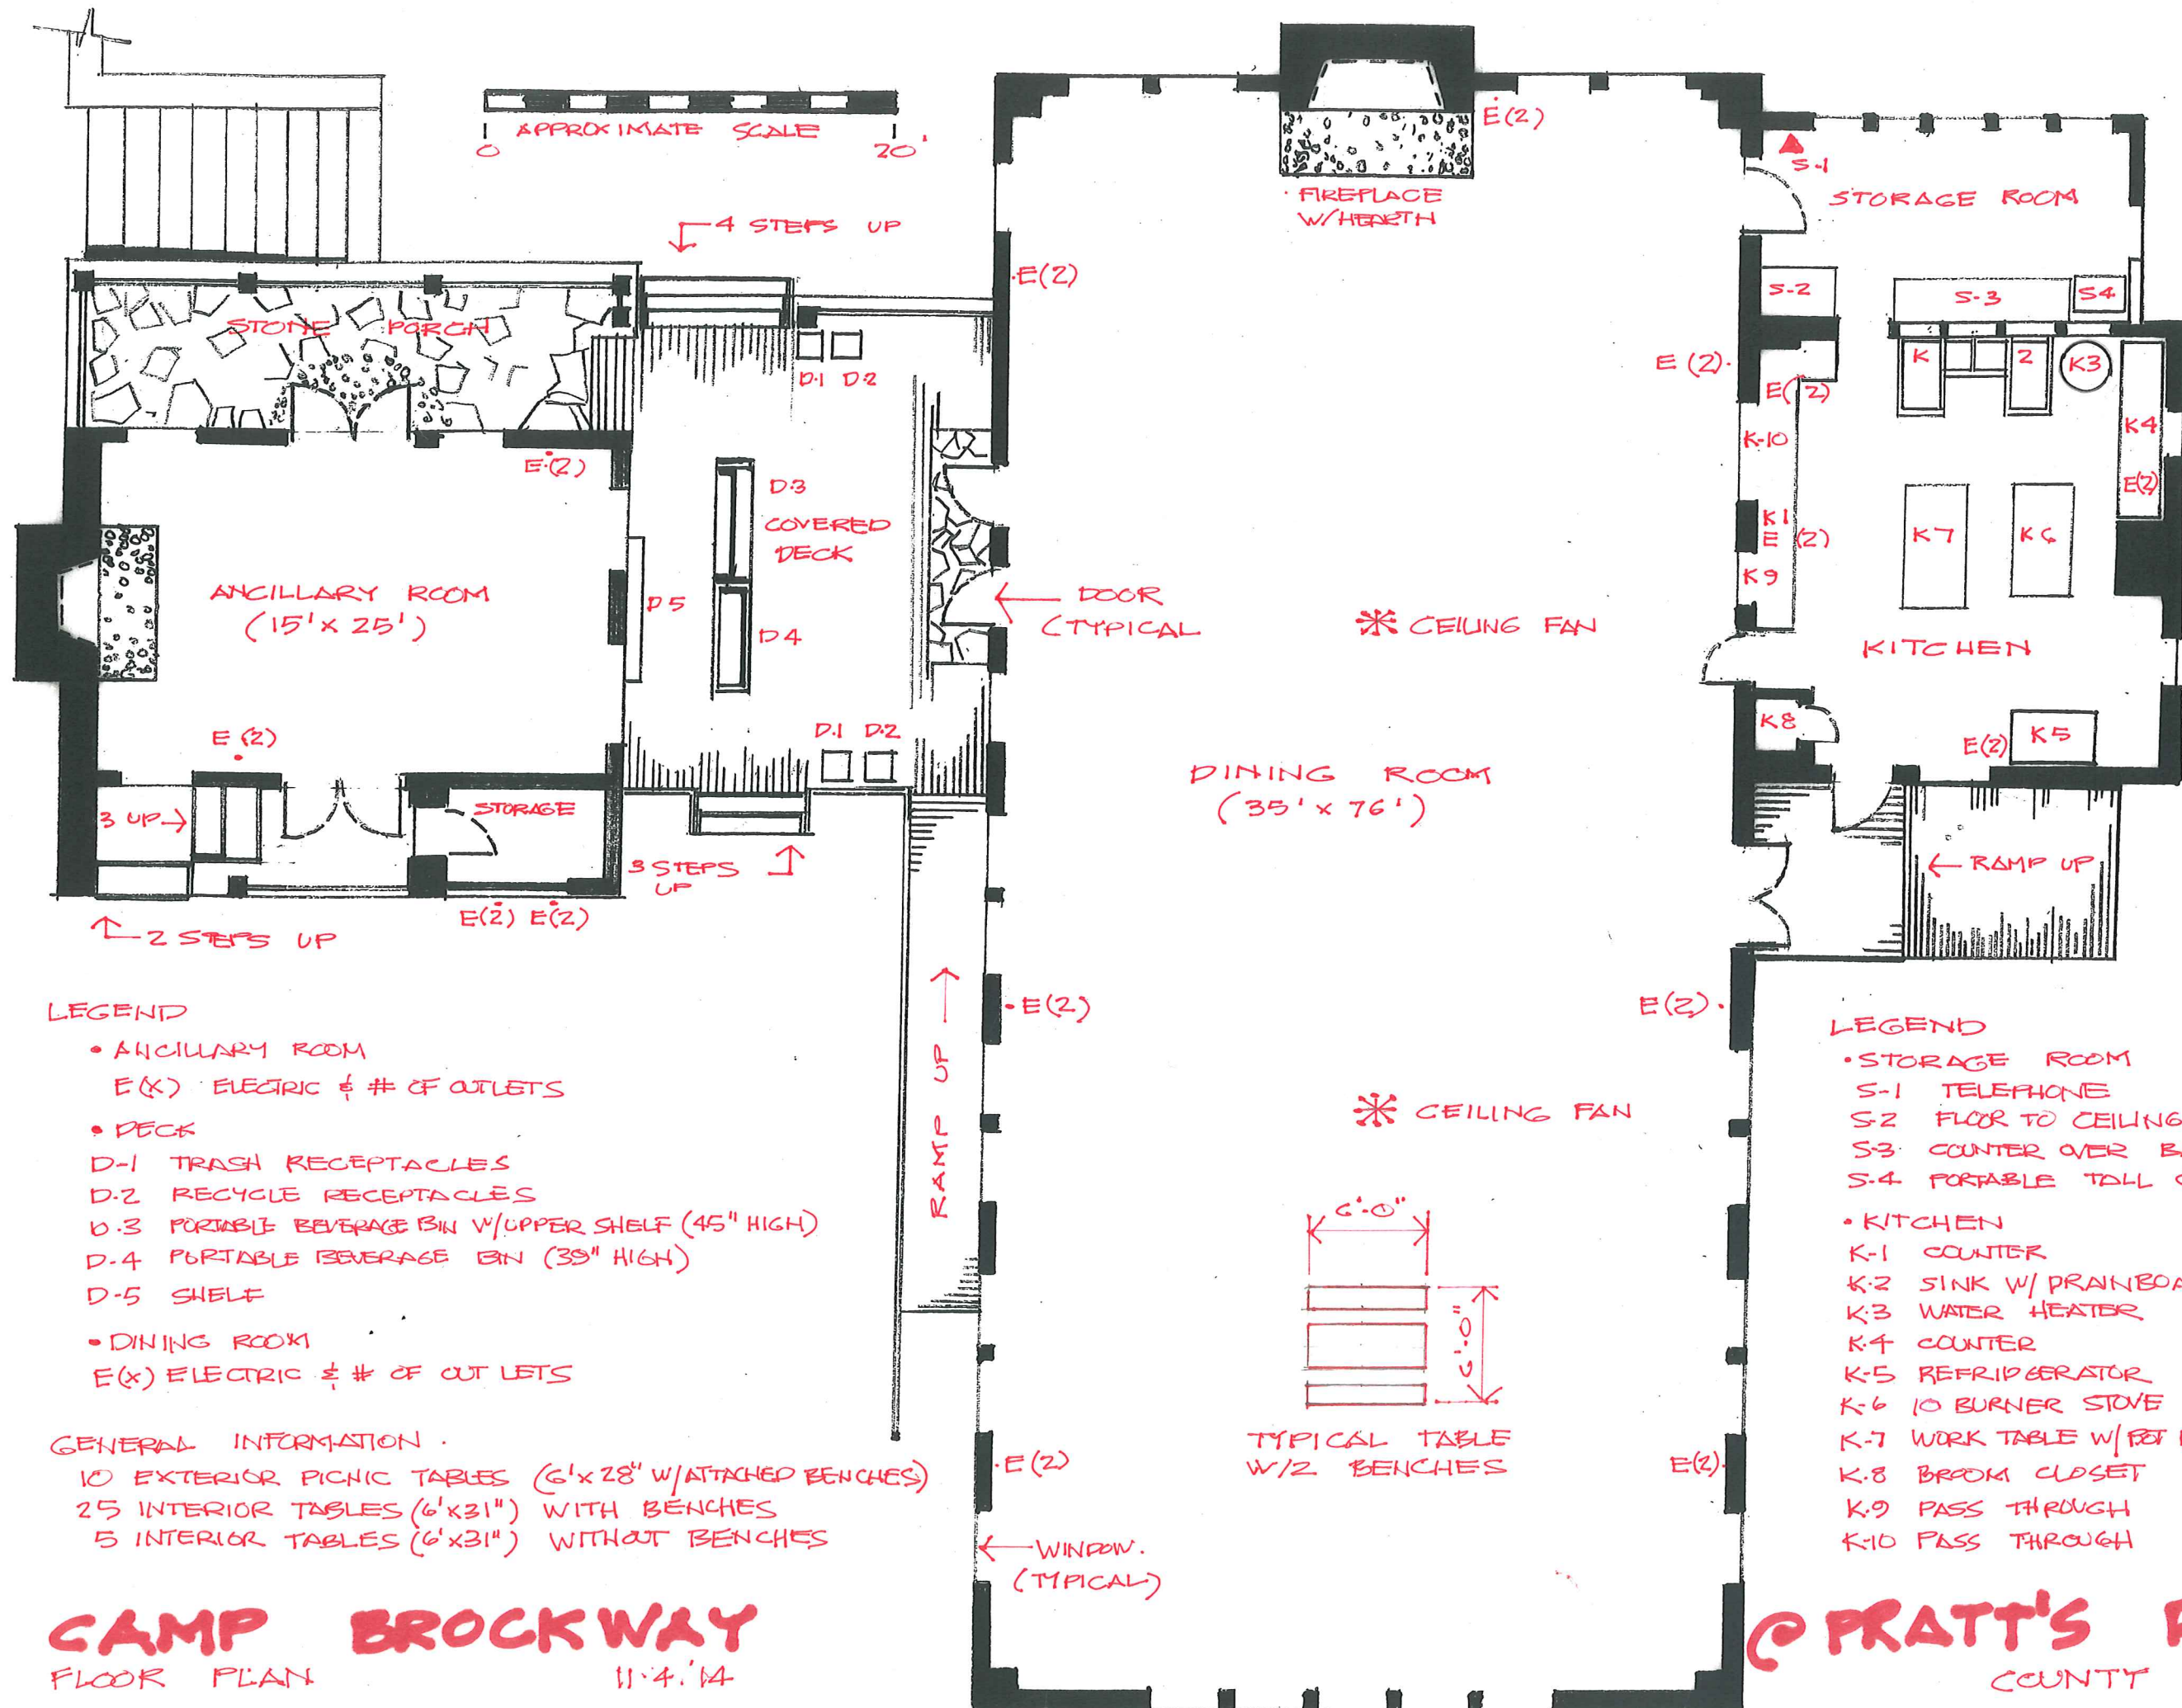 0 APPROXIMATE SCALE 20'
4 STEPS UP
STONE PORCH
D.1 D.2
E(2)
D.3
COVERED
DECK
ANCILLARY ROOM
(15' x 25')
D5
D4
DOOR
(TYPICAL
E(2)
D.1 D.2
3 UP
STORAGE
3 STEPS
UP
E(2) E(2)
2 STEPS UP
E(2)
FIREPLACE
W/HEARTH
E(2)
E(2)
CEILING FAN
DINING ROOM
(35' x 76')
E(2)
E(2)
CEILING FAN
RAMP UP
6'-0"
6'-0"
TYPICAL TABLE
W/2 BENCHES
E(2)
E(2)
WINDOW.
(TYPICAL)
S-1
STORAGE ROOM
S-2
S-3
S4
K
2
K3
E(2)
K-10
K4
E(2)
K1
E (2)
K9
K7
K6
KITCHEN
K8
E(2)
K5
RAMP UP
LEGEND
• ANCILLARY ROOM
E(X) ELECTRIC & # OF OUTLETS
• DECK
D-1 TRASH RECEPTACLES
D.2 RECYCLE RECEPTACLES
D.3 PORTABLE BEVERAGE BIN W/UPPER SHELF (45" HIGH)
D-4 PORTABLE BEVERAGE BIN (39" HIGH)
D-5 SHELF
• DINING ROOM
E(X) ELECTRIC & # OF OUT LETS
GENERAL INFORMATION.
10 EXTERIOR PICNIC TABLES (6'x28" W/ATTACHED BENCHES)
25 INTERIOR TABLES (6'x31") WITH BENCHES
5 INTERIOR TABLES (6'x31") WITHOUT BENCHES
LEGEND
• STORAGE ROOM
S-1 TELEPHONE
S-2 FLOOR TO CEILING
S-3 COUNTER OVER
S-4 PORTABLE TALL
• KITCHEN
K-1 COUNTER
K-2 SINK W/
K-3 WATER HEATER
K-4 COUNTER
K-5 REFRIDGERATOR
K-6 10 BURNER STOVE
K-7 WORK TABLE W/ POT
K.8 BROOM CLOSET
K.9 PASS THROUGH
K-10 PASS THROUGH
CAMP BROCKWAY
FLOOR PLAN 11.4.'14
@ PRATT'S
COUNTY